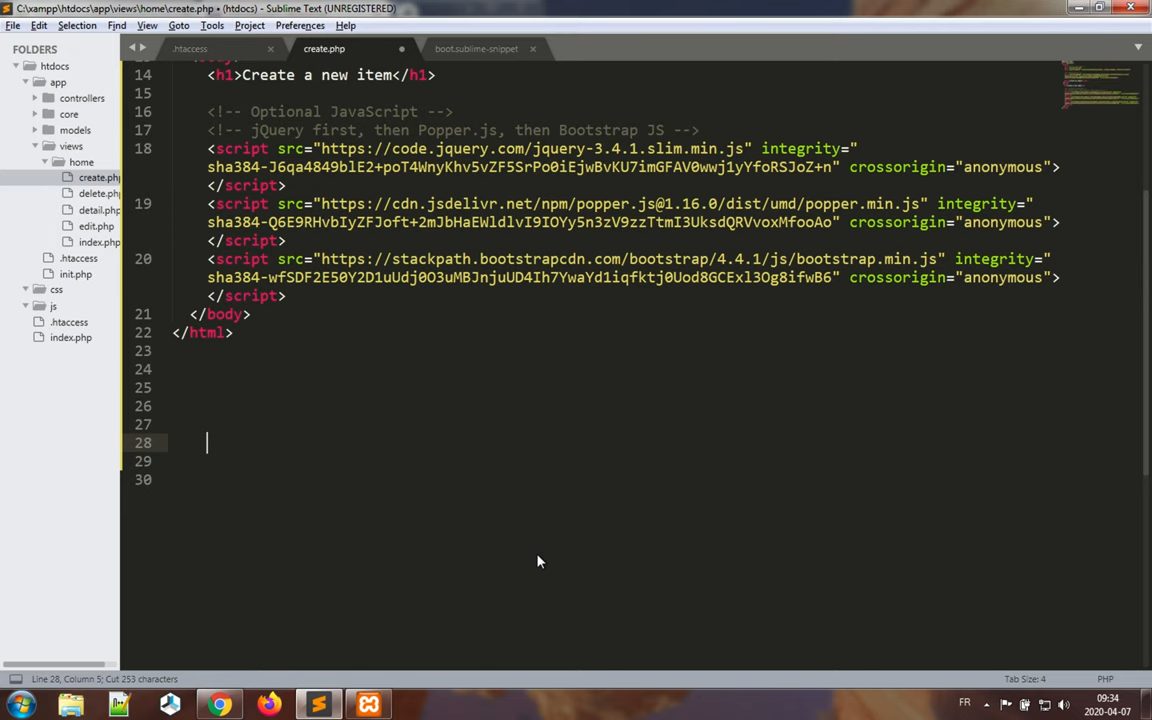 C:\xampp\htdocs\app\views\home\create.php • (htdocs) - Sublime Text (UNREGISTERED)
File Edit Selection Find View Goto Tools Project Preferences Help
FOLDERS
htdocs
app
controllers
core
models
views
home
create.php
delete.php
detail.php
edit.php
index.php
.htaccess
init.php
css
js
.htaccess
index.php
.htaccess
create.php
boot.sublime-snippet
14 <h1>Create a new item</h1>
15
16 <!-- Optional JavaScript -->
17 <!-- jQuery first, then Popper.js, then Bootstrap JS -->
18 <script src="https://code.jquery.com/jquery-3.4.1.slim.min.js" integrity="
sha384-J6qa4849blE2+poT4WnyKhv5vZF5SrPo0iEjwBvKU7imGFAV0wwj1yYfoRSJoZ+n" crossorigin="anonymous">
</script>
19 <script src="https://cdn.jsdelivr.net/npm/popper.js@1.16.0/dist/umd/popper.min.js" integrity="
sha384-Q6E9RHvbIyZFJoft+2mJbHaEWldlvI9IOYy5n3zV9zzTtmI3UksdQRVvoxMfooAo" crossorigin="anonymous">
</script>
20 <script src="https://stackpath.bootstrapcdn.com/bootstrap/4.4.1/js/bootstrap.min.js" integrity="
sha384-wfSDF2E50Y2D1uUdj0O3uMBJnjuUD4Ih7YwaYd1iqfktj0Uod8GCExl3Og8ifwB6" crossorigin="anonymous">
</script>
21 </body>
22 </html>
23
24
25
26
27
28
29
30
Line 28, Column 5; Cut 253 characters
Tab Size: 4
PHP
FR
09:34
2020-04-07